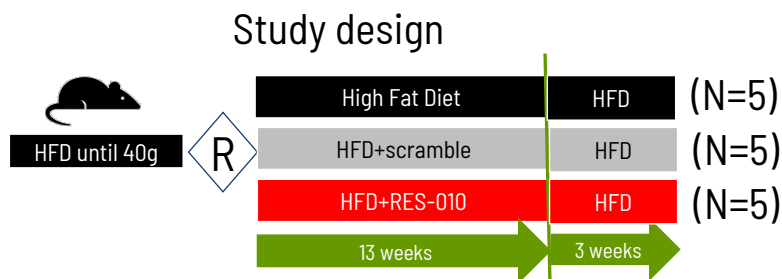 Study design
High Fat Diet HFD (N=5)
HFD until 40g R HFD+scramble HFD (N=5)
HFD+RES-010 HFD (N=5)
13 weeks 3 weeks